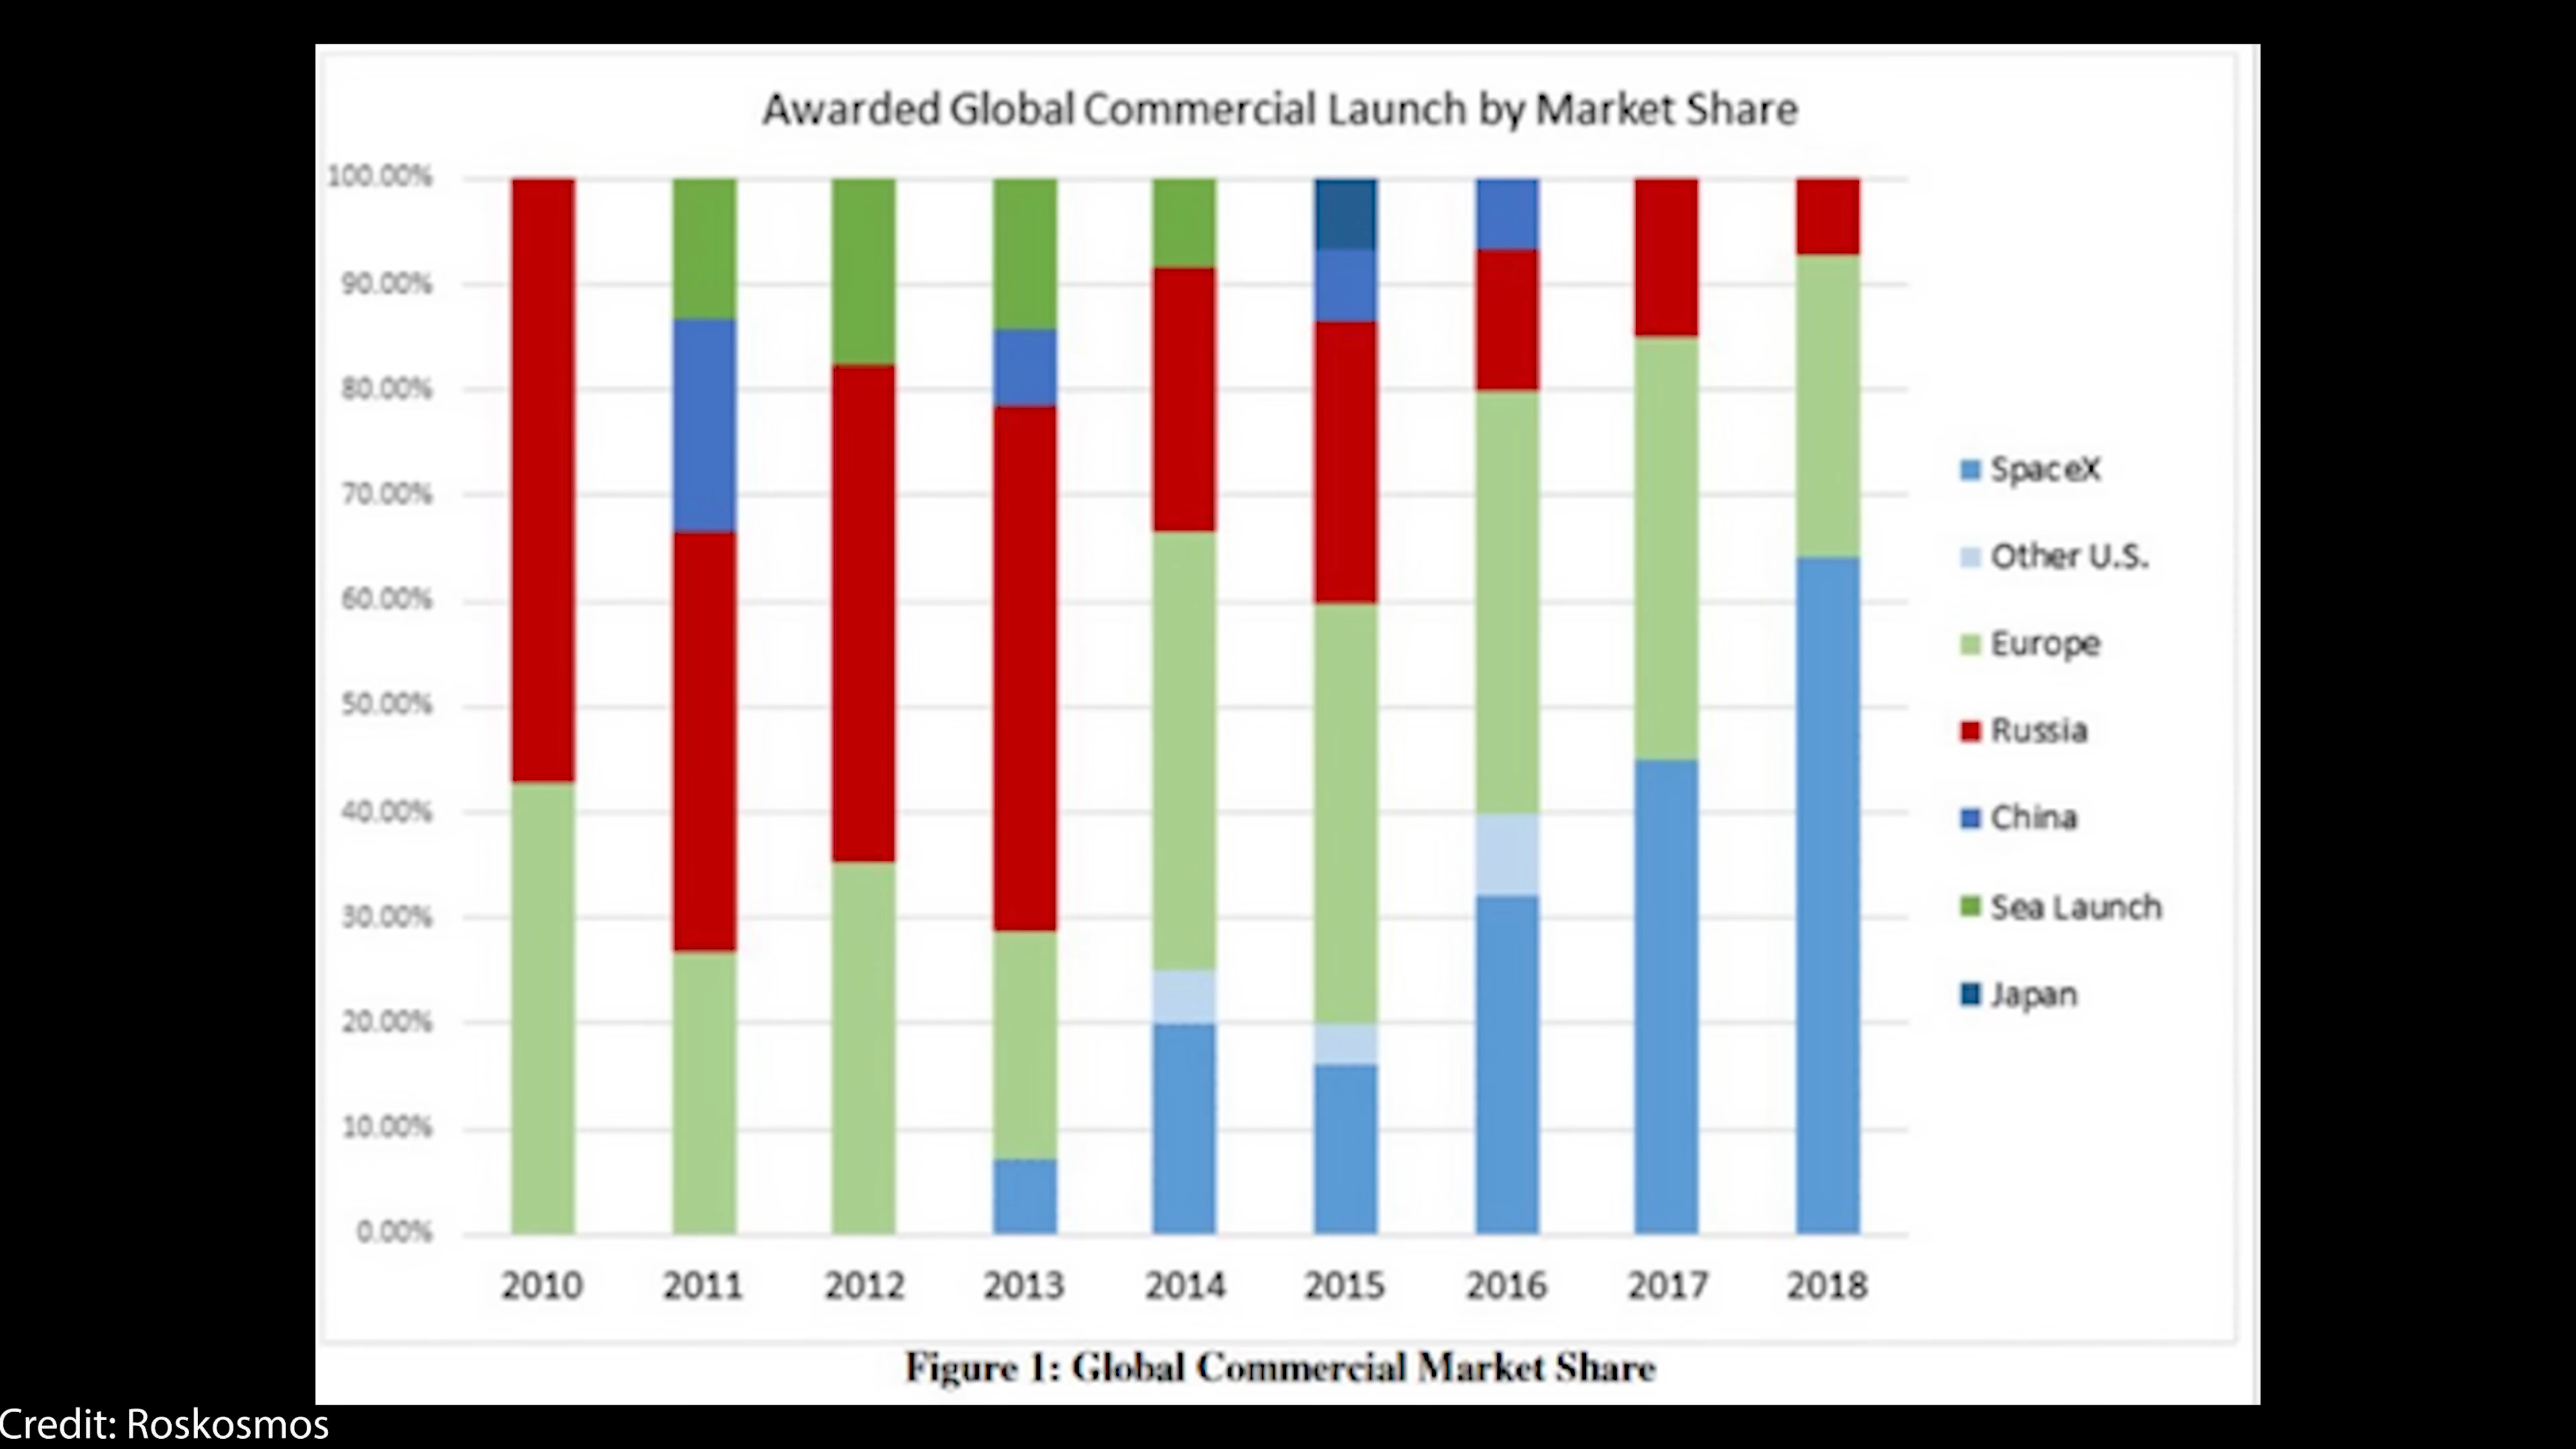 Awarded Global Commercial Launch by Market Share
100.00%
90.00%
80.00%
70.00%
60.00%
50.00%
40.00%
30.00%
20.00%
10.00%
0.00%
2010 2011 2012 2013 2014 2015 2016 2017 2018
SpaceX
Other U.S.
Europe
Russia
China
Sea Launch
Japan
Figure 1: Global Commercial Market Share
Credit: Roskosmos